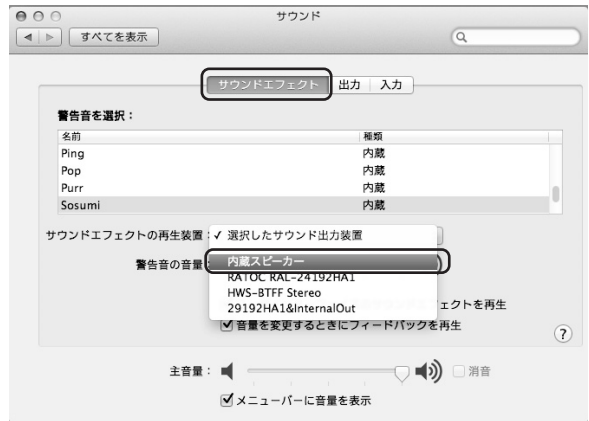 サウンド
すべてを表示
サウンドエフェクト 出力 入力
警告音を選択：
名前 種類
Ping 内蔵
Pop 内蔵
Purr 内蔵
Sosumi 内蔵
サウンドエフェクトの再生装置：✓ 選択したサウンド出力装置
内蔵スピーカー
警告音の音量：
RATOC RAL-24192HA1
HWS-BTFF Stereo
29192HA1&InternalOut
ェクトを再生
音量を変更するときにフィードバックを再生
?
主音量： 消音
メニューバーに音量を表示